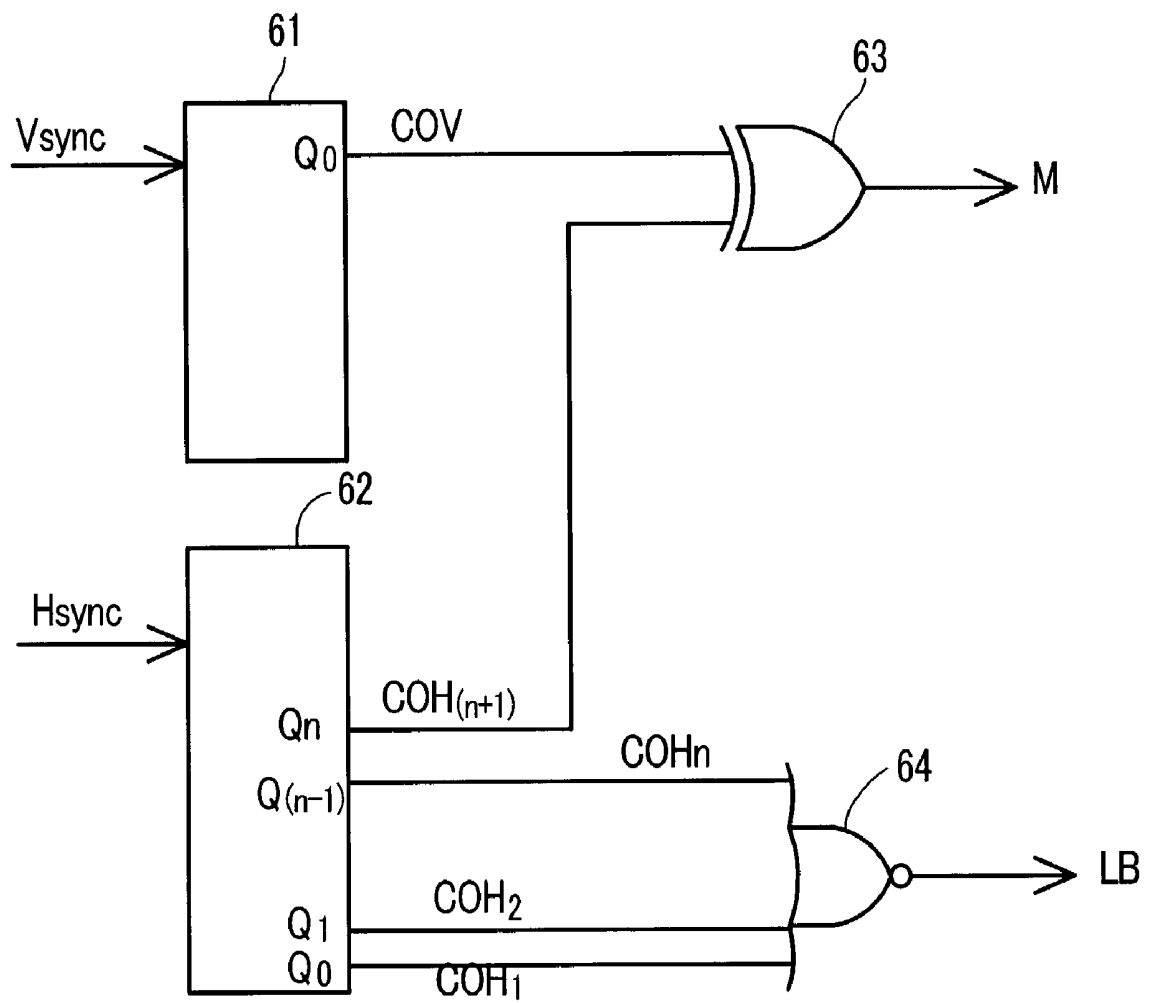 61
63
Vsync
Q0
COV
M
62
Hsync
Qn
COH(n+1)
COHn
Q(n-1)
64
LB
Q1
COH2
Q0
COH1